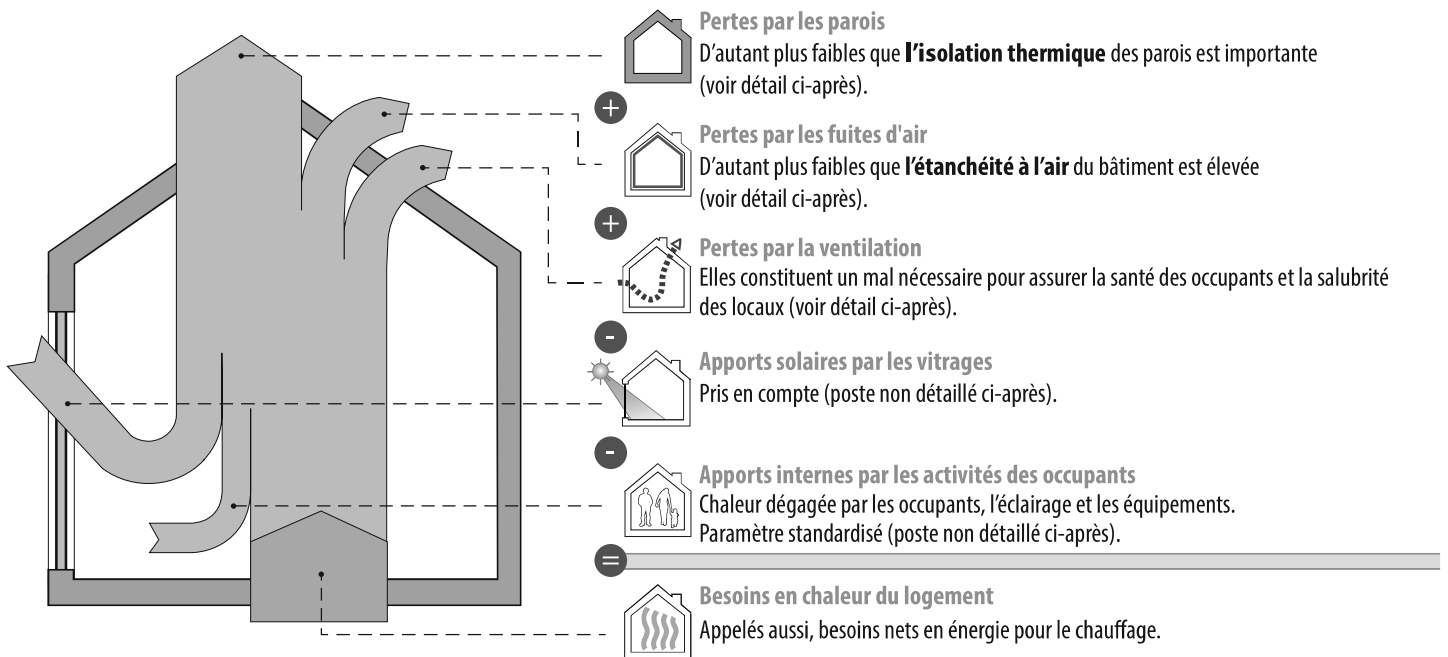 Pertes par les parois
D'autant plus faibles que l'isolation thermique des parois est importante
(voir détail ci-après).
+
Pertes par les fuites d'air
D'autant plus faibles que l'étanchéité à l'air du bâtiment est élevée
(voir détail ci-après).
+
Pertes par la ventilation
Elles constituent un mal nécessaire pour assurer la santé des occupants et la salubrité
des locaux (voir détail ci-après).
-
Apports solaires par les vitrages
Pris en compte (poste non détaillé ci-après).
-
Apports internes par les activités des occupants
Chaleur dégagée par les occupants, l'éclairage et les équipements.
Paramètre standardisé (poste non détaillé ci-après).
=
Besoins en chaleur du logement
Appelés aussi, besoins nets en énergie pour le chauffage.